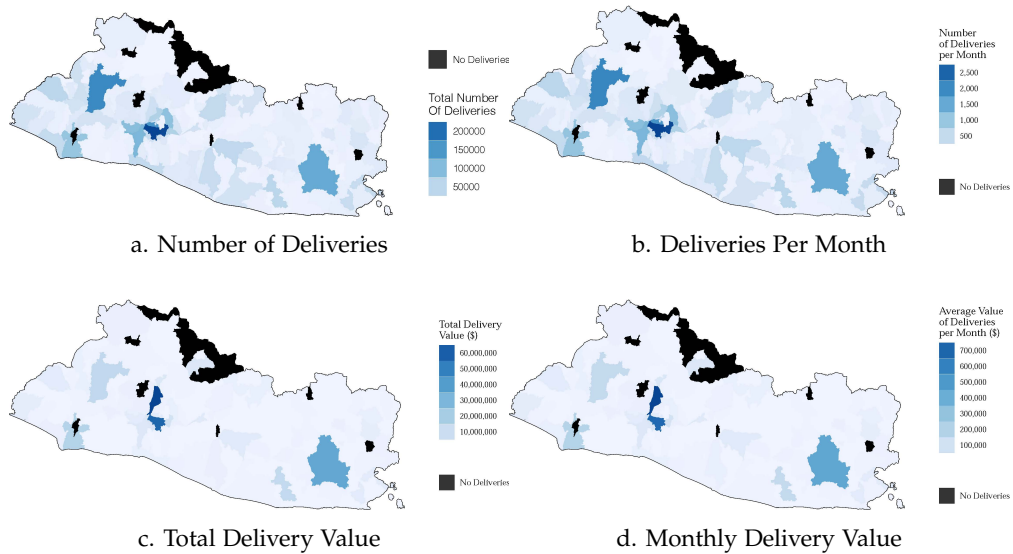 No Deliveries
Total Number
Of Deliveries
200000
150000
100000
50000
a. Number of Deliveries
Number
of Deliveries
per Month
2,500
2,000
1,500
1,000
500
No Deliveries
b. Deliveries Per Month
Total Delivery
Value ($)
60,000,000
50,000,000
40,000,000
30,000,000
20,000,000
10,000,000
No Deliveries
c. Total Delivery Value
Average Value
of Deliveries
per Month ($)
700,000
600,000
500,000
400,000
300,000
200,000
100,000
No Deliveries
d. Monthly Delivery Value